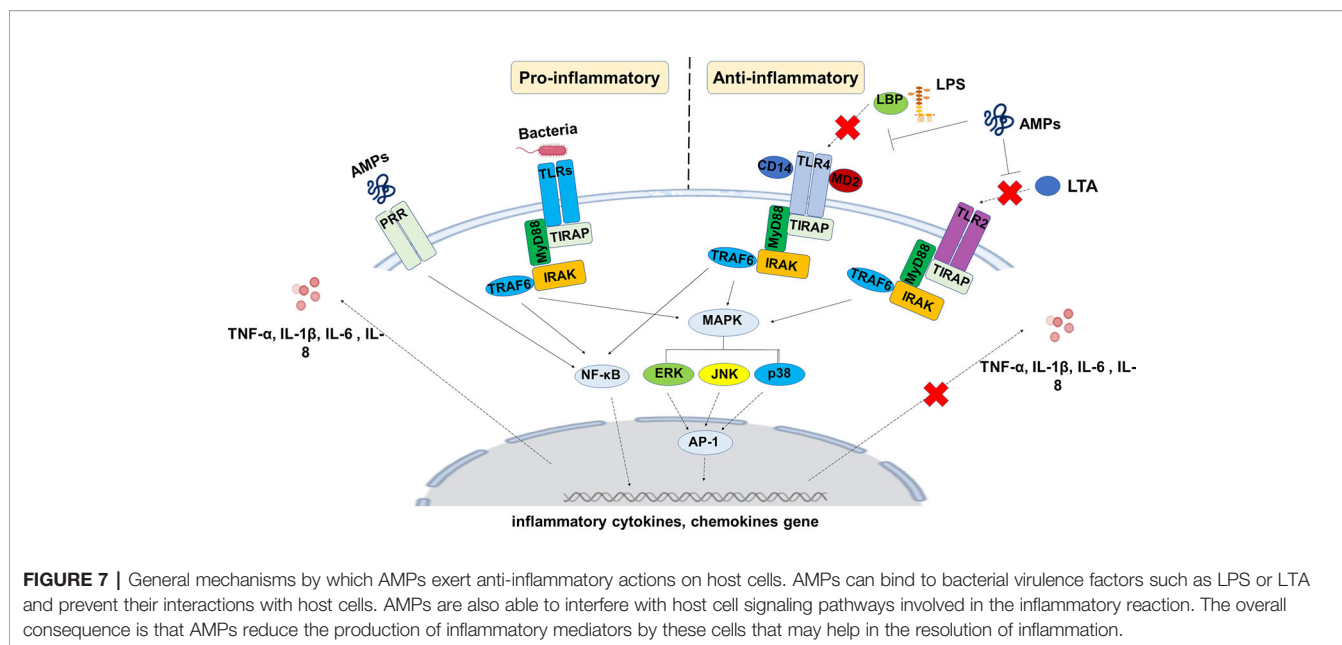 Pro-inflammatory
Anti-inflammatory
LBP
LPS
AMPs
Bacteria
AMPs
TLRs
CD14
TLR4
MD2
LTA
PRR
MyD88
TIRAP
MyD88
TIRAP
TLR2
TRAF6
IRAK
TRAF6
IRAK
TRAF6
MyD88
TIRAP
IRAK
MAPK
TNF-α, IL-1β, IL-6 , IL-
8
TNF-α, IL-1β, IL-6 , IL-
8
NF-κB
ERK
JNK
p38
AP-1
inflammatory cytokines, chemokines gene
FIGURE 7 | General mechanisms by which AMPs exert anti-inflammatory actions on host cells. AMPs can bind to bacterial virulence factors such as LPS or LTA
and prevent their interactions with host cells. AMPs are also able to interfere with host cell signaling pathways involved in the inflammatory reaction. The overall
consequence is that AMPs reduce the production of inflammatory mediators by these cells that may help in the resolution of inflammation.